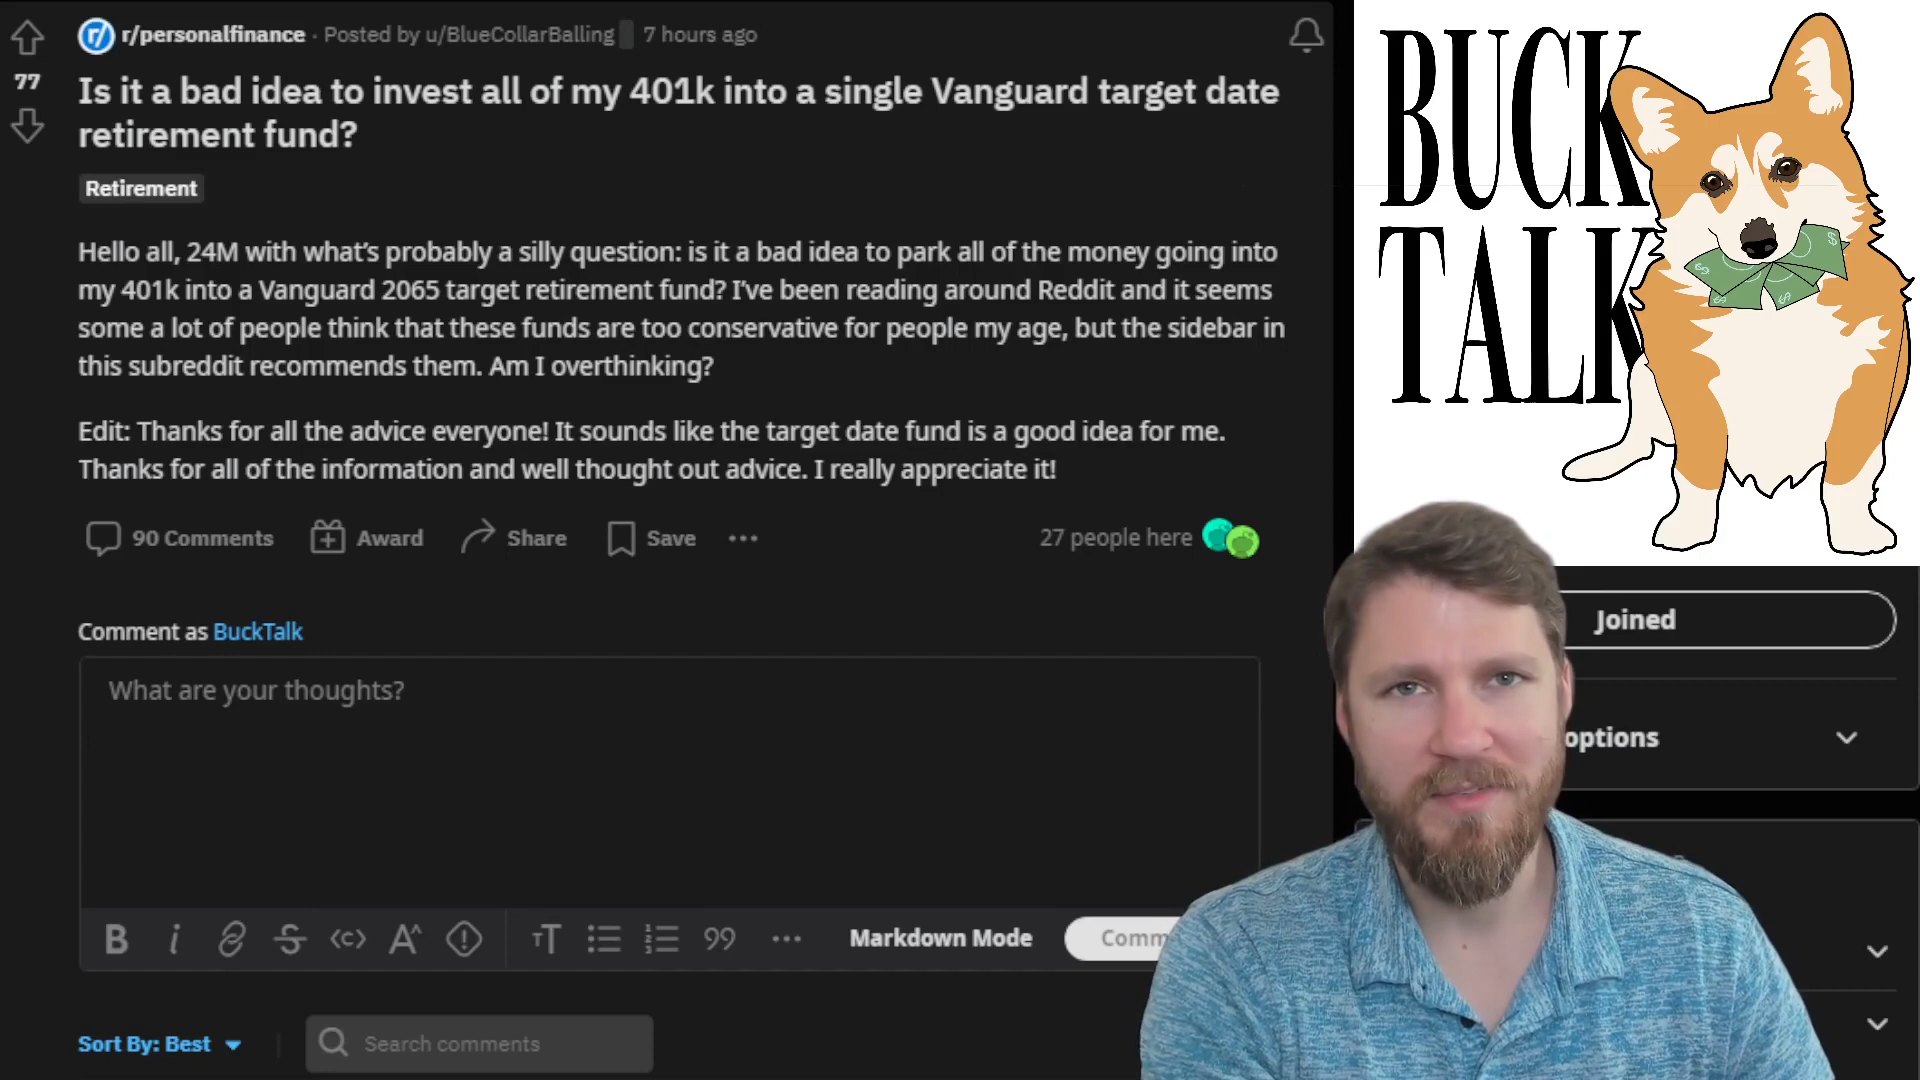 r/personalfinance · Posted by u/BlueCollarBalling 7 hours ago
77
Is it a bad idea to invest all of my 401k into a single Vanguard target date
retirement fund?
Retirement
Hello all, 24M with what's probably a silly question: is it a bad idea to park all of the money going into
my 401k into a Vanguard 2065 target retirement fund? I've been reading around Reddit and it seems
some a lot of people think that these funds are too conservative for people my age, but the sidebar in
this subreddit recommends them. Am I overthinking?
Edit: Thanks for all the advice everyone! It sounds like the target date fund is a good idea for me.
Thanks for all of the information and well thought out advice. I really appreciate it!
90 Comments Award Share Save ···
27 people here
Comment as BuckTalk
What are your thoughts?
Markdown Mode
Comm
Sort By: Best
Search comments
BUCK
TALK
Joined
options